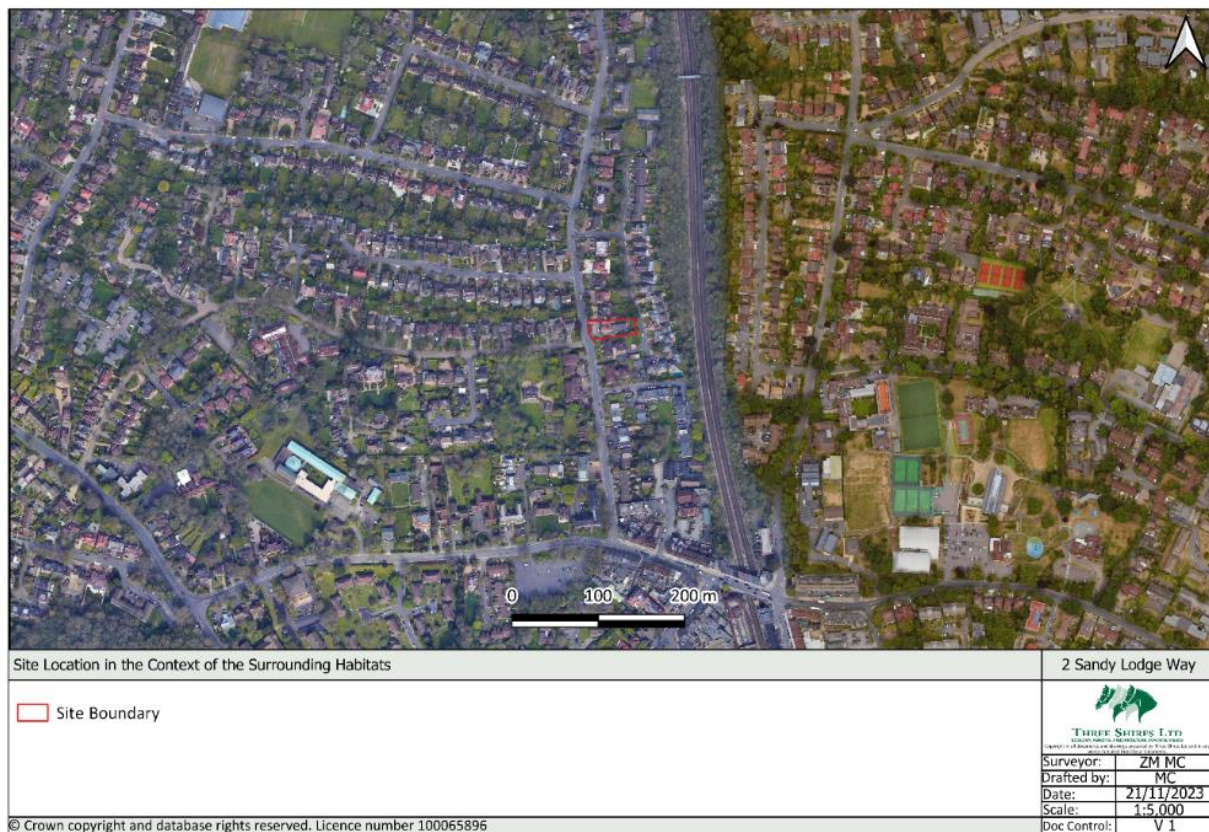 0 100 200 m
Site Location in the Context of the Surrounding Habitats
2 Sandy Lodge Way
Site Boundary
THREE SHIRES LTD
Surveyor: ZM MC
Drafted by: MC
Date: 21/11/2023
Scale: 1:5,000
Doc Control: V 1
© Crown copyright and database rights reserved. Licence number 100065896